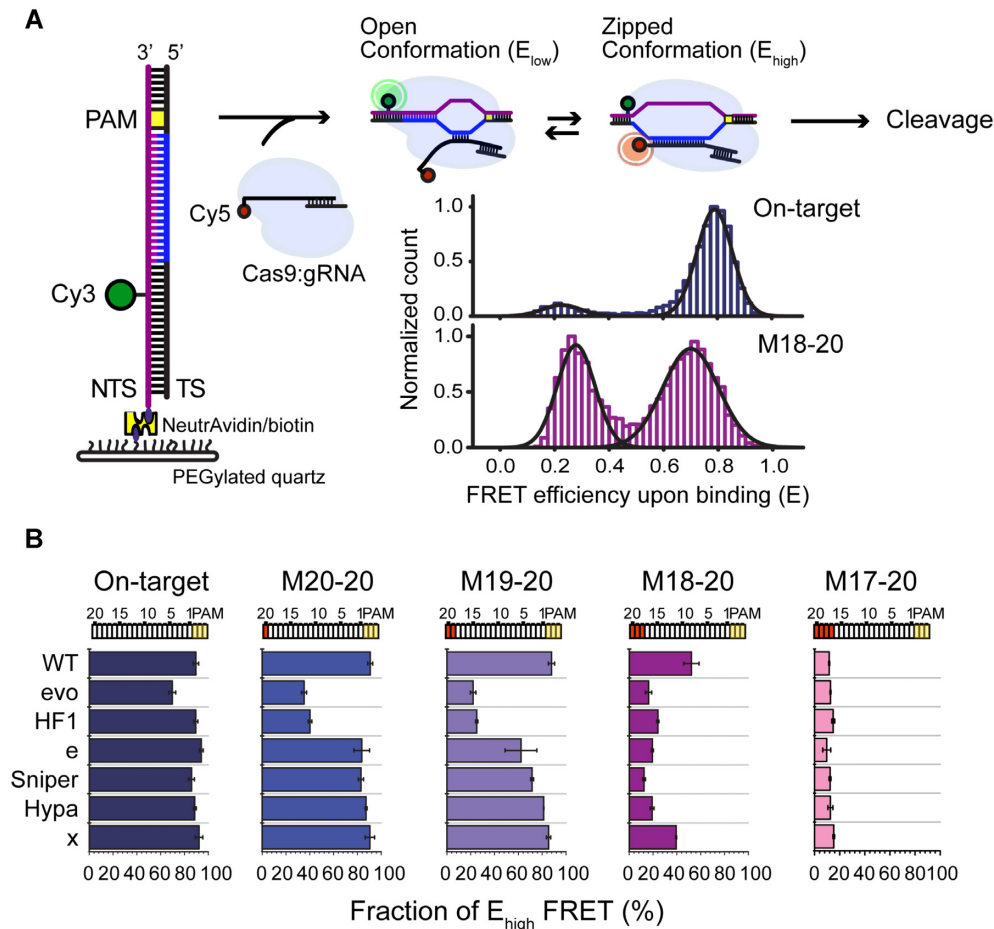 A
3’ 5’
PAM
Cy3
NTS TS
NeutrAvidin/biotin
PEGylated quartz
Cy5
Cas9:gRNA
Open
Conformation (Elow)
Zipped
Conformation (Ehigh)
Cleavage
On-target
1.0
0.5
0.0
M18-20
1.0
0.5
0.0
Normalized count
0.0 0.2 0.4 0.6 0.8 1.0
FRET efficiency upon binding (E)
B
On-target M20-20 M19-20 M18-20 M17-20
20 15 10 5 1PAM 20 15 10 5 1PAM 20 15 10 5 1PAM 20 15 10 5 1PAM 20 15 10 5 1PAM
WT
evo
HF1
e
Sniper
Hypa
x
0 20 40 60 80 100 0 20 40 60 80 100 0 20 40 60 80 100 0 20 40 60 80 100 0 20 40 60 80 100
Fraction of Ehigh FRET (%)